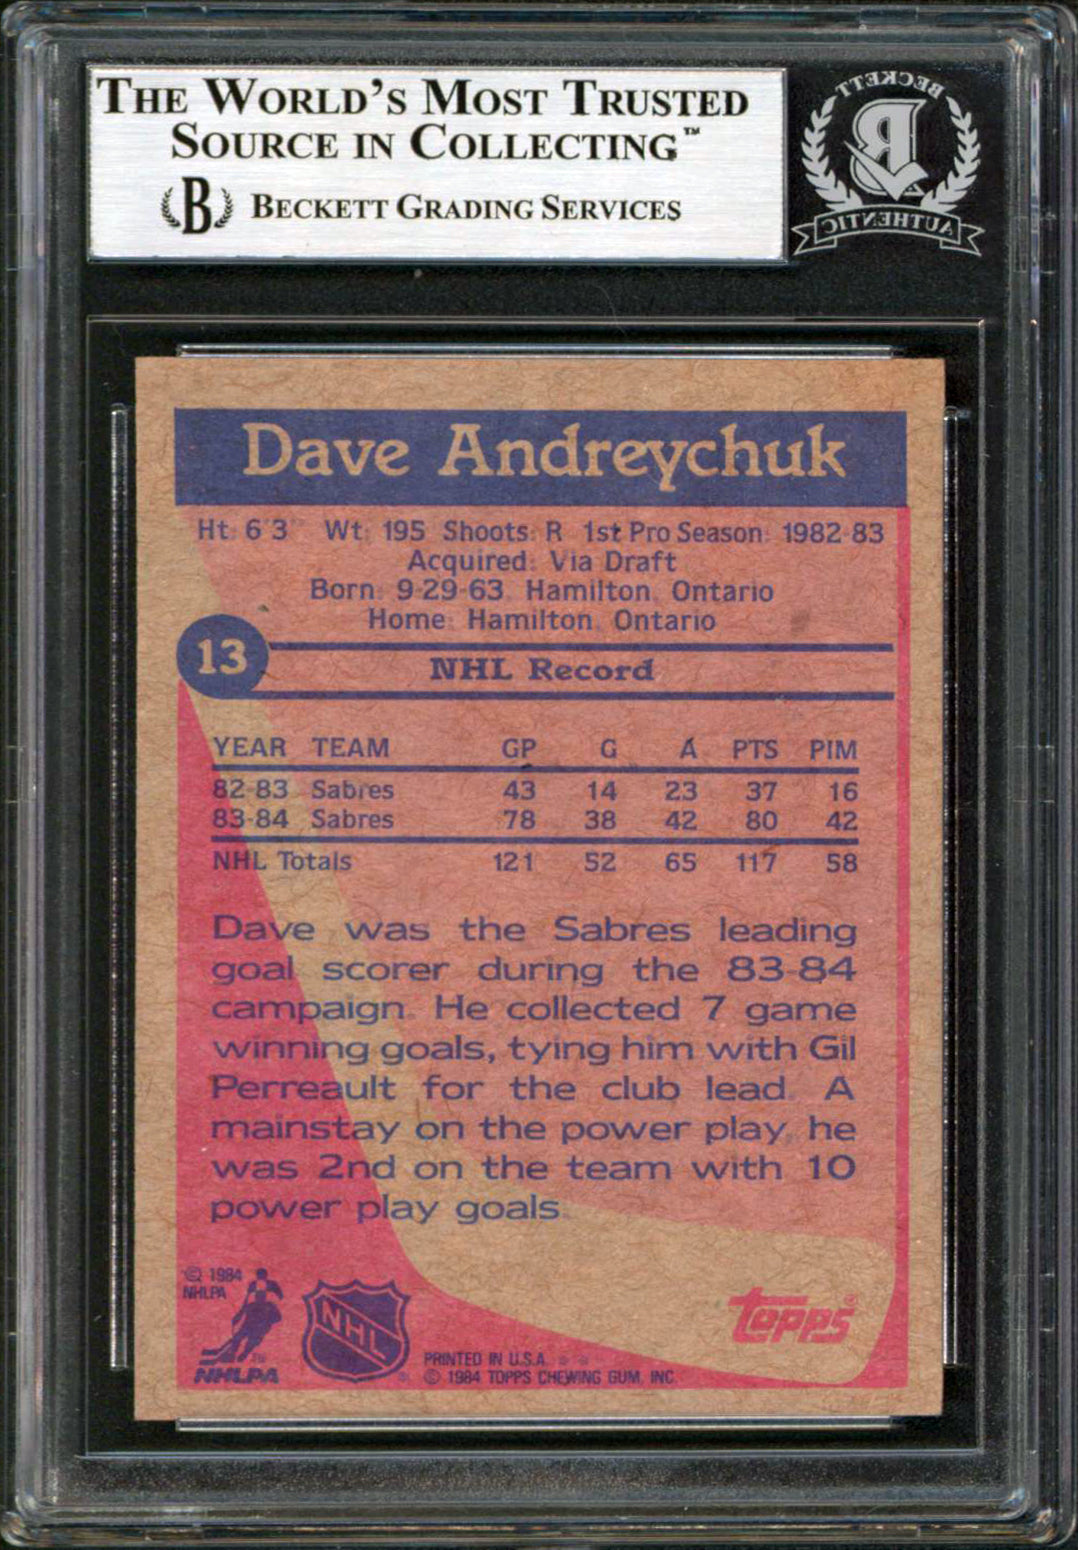 THE WORLD'S MOST TRUSTED
SOURCE IN COLLECTING™
B BECKETT GRADING SERVICES
BECKETT
B
AUTHENTIC
Dave Andreychuk
Ht: 6'3" Wt: 195 Shoots: R 1st Pro Season: 1982-83
Acquired: Via Draft
Born: 9-29-63, Hamilton, Ontario
Home: Hamilton, Ontario
13
NHL Record
YEAR TEAM GP G A PTS PIM
82-83 Sabres 43 14 23 37 16
83-84 Sabres 78 38 42 80 42
NHL Totals 121 52 65 117 58
Dave was the Sabres leading
goal scorer during the 83-84
campaign. He collected 7 game
winning goals, tying him with Gil
Perreault for the club lead. A
mainstay on the power play, he
was 2nd on the team with 10
power play goals.
© 1984
NHLPA
NHLPA
NHL
topps®
PRINTED IN U.S.A. * *
© 1984 TOPPS CHEWING GUM, INC.